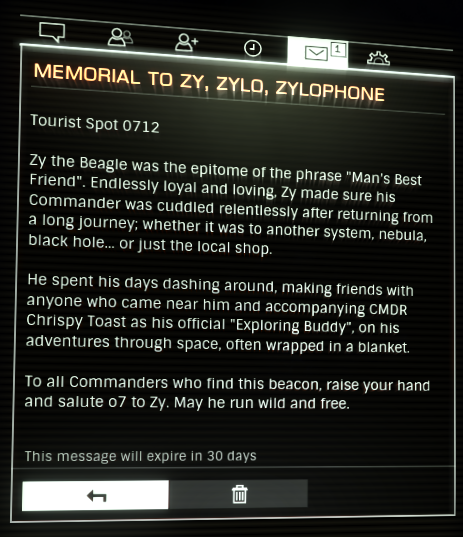 1
MEMORIAL TO ZY, ZYLO, ZYLOPHONE
Tourist Spot 0712
Zy the Beagle was the epitome of the phrase "Man's Best
Friend". Endlessly loyal and loving, Zy made sure his
Commander was cuddled relentlessly after returning from
a long journey; whether it was to another system, nebula,
black hole... or just the local shop.
He spent his days dashing around, making friends with
anyone who came near him and accompanying CMDR
Chrispy Toast as his official "Exploring Buddy", on his
adventures through space, often wrapped in a blanket.
To all Commanders who find this beacon, raise your hand
and salute o7 to Zy. May he run wild and free.
This message will expire in 30 days